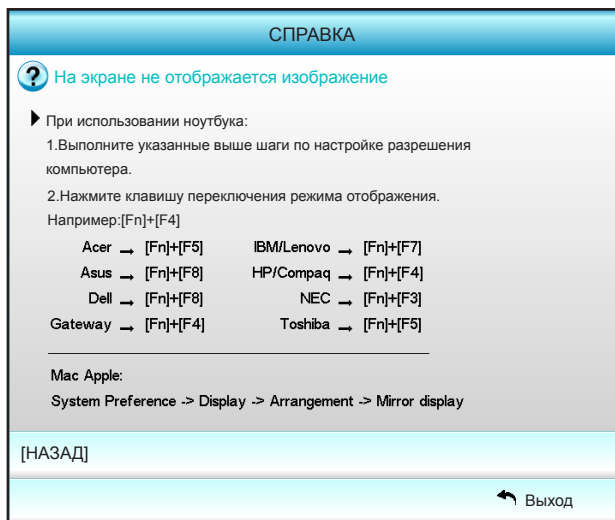 СПРАВКА
? На экране не отображается изображение
При использовании ноутбука:
1.Выполните указанные выше шаги по настройке разрешения
компьютера.
2.Нажмите клавишу переключения режима отображения.
Например:[Fn]+[F4]
Acer → [Fn]+[F5] IBM/Lenovo → [Fn]+[F7]
Asus → [Fn]+[F8] HP/Compaq → [Fn]+[F4]
Dell → [Fn]+[F8] NEC → [Fn]+[F3]
Gateway → [Fn]+[F4] Toshiba → [Fn]+[F5]
Mac Apple:
System Preference -> Display -> Arrangement -> Mirror display
[НАЗАД]
Выход